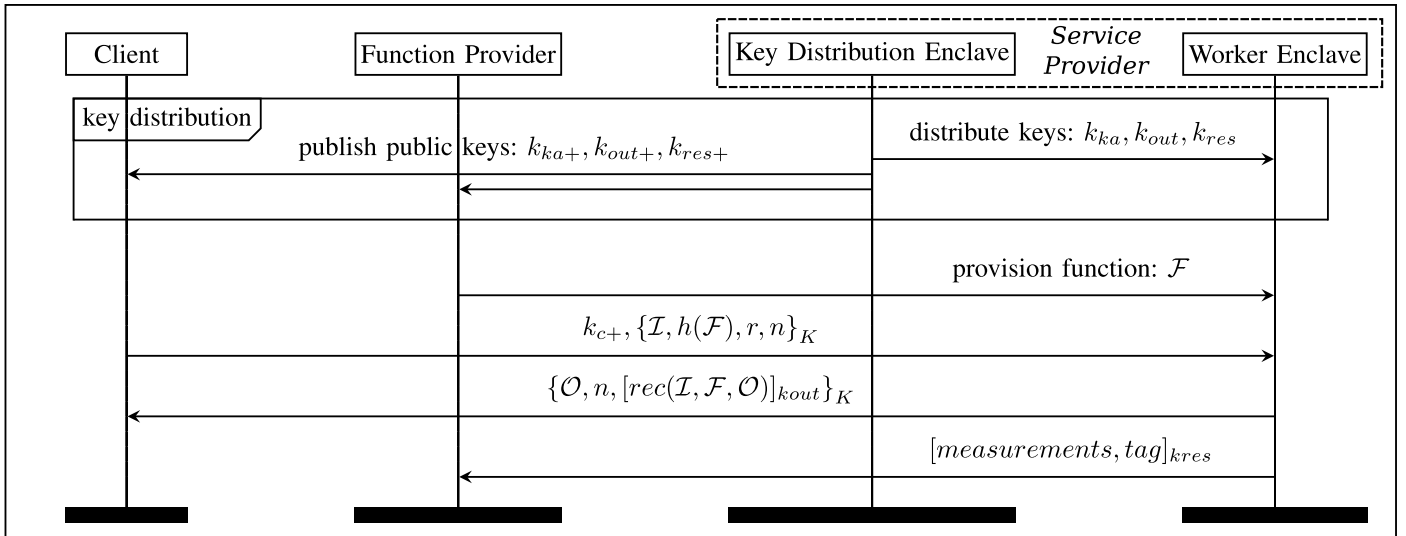 Client
Function Provider
Key Distribution Enclave
Service
Provider
Worker Enclave
key distribution
publish public keys: k_{ka+}, k_{out+}, k_{res+}
distribute keys: k_{ka}, k_{out}, k_{res}
provision function: ℱ
k_{c+}, {ℐ, h(ℱ), r, n}_K
{𝒪, n, [rec(ℐ, ℱ, 𝒪)]_{kout}}_K
[measurements, tag]_{kres}